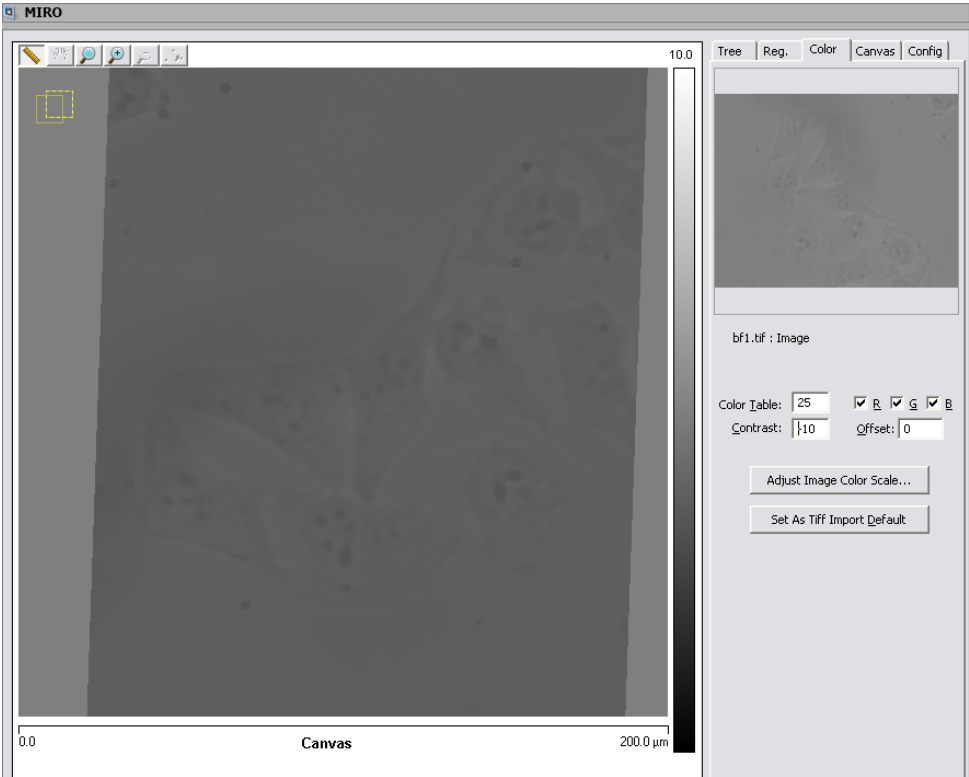 MIRO
10.0
Tree Reg. Color Canvas Config
bf1.tif : Image
Color Table: 25 R G B
Contrast: -10 Offset: 0
Adjust Image Color Scale...
Set As Tiff Import Default
0.0 Canvas 200.0 µm